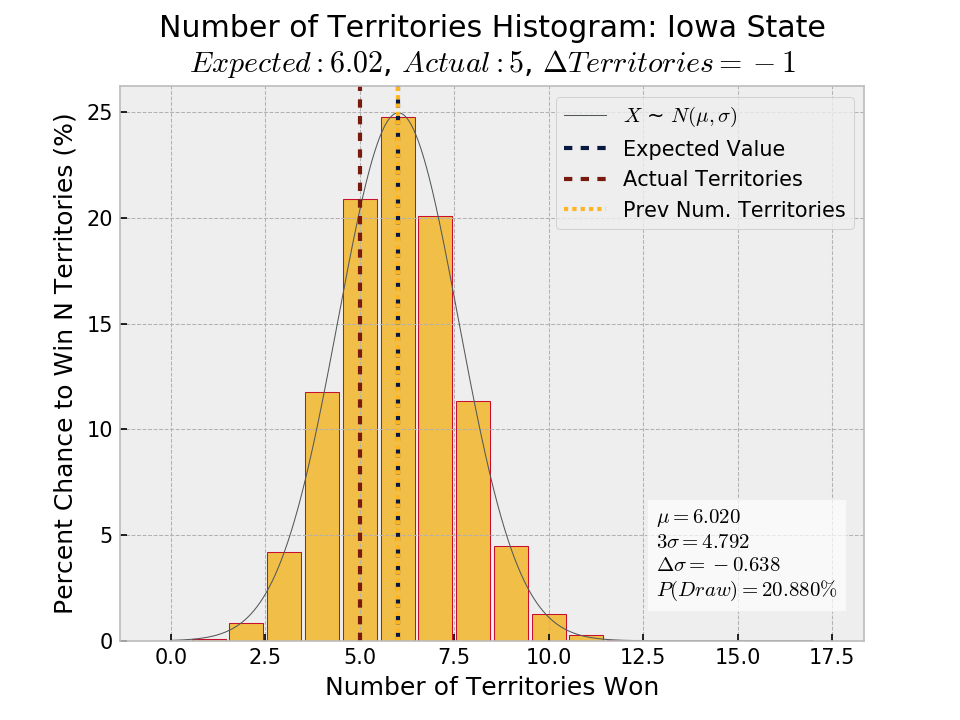 Number of Territories Histogram: Iowa State
Expected: 6.02, Actual: 5, ΔTerritories = −1
X ~ N(μ, σ)
Expected Value
Actual Territories
Prev Num. Territories
Percent Chance to Win N Territories (%)
25
20
15
10
5
0
μ = 6.020
3σ = 4.792
Δσ = −0.638
P(Draw) = 20.880%
0.0 2.5 5.0 7.5 10.0 12.5 15.0 17.5
Number of Territories Won